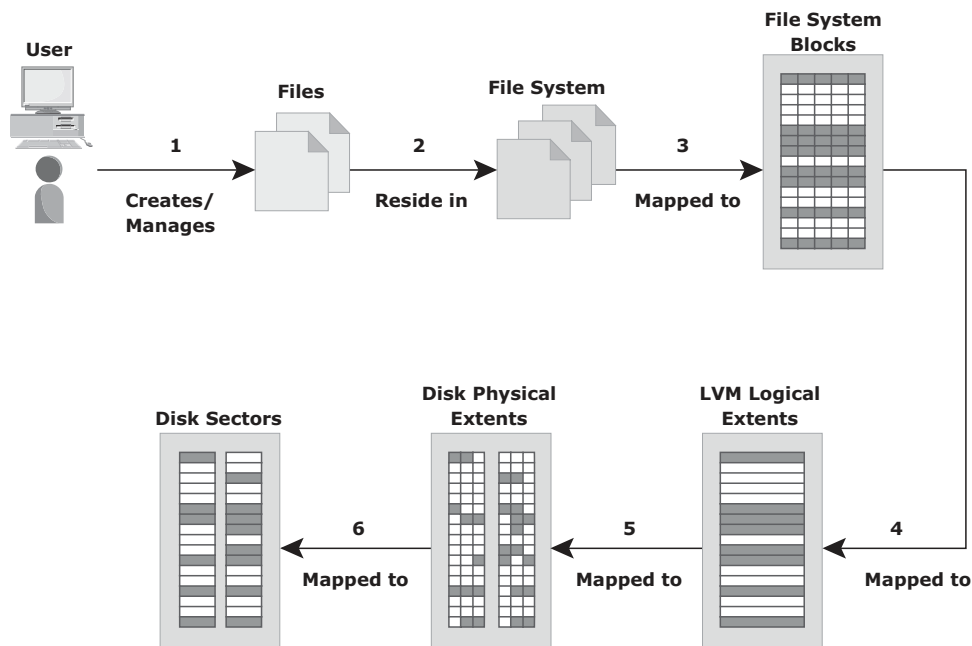 User
1
Creates/
Manages
Files
2
Reside in
File System
3
Mapped to
File System
Blocks
4
Mapped to
LVM Logical
Extents
5
Mapped to
Disk Physical
Extents
6
Mapped to
Disk Sectors